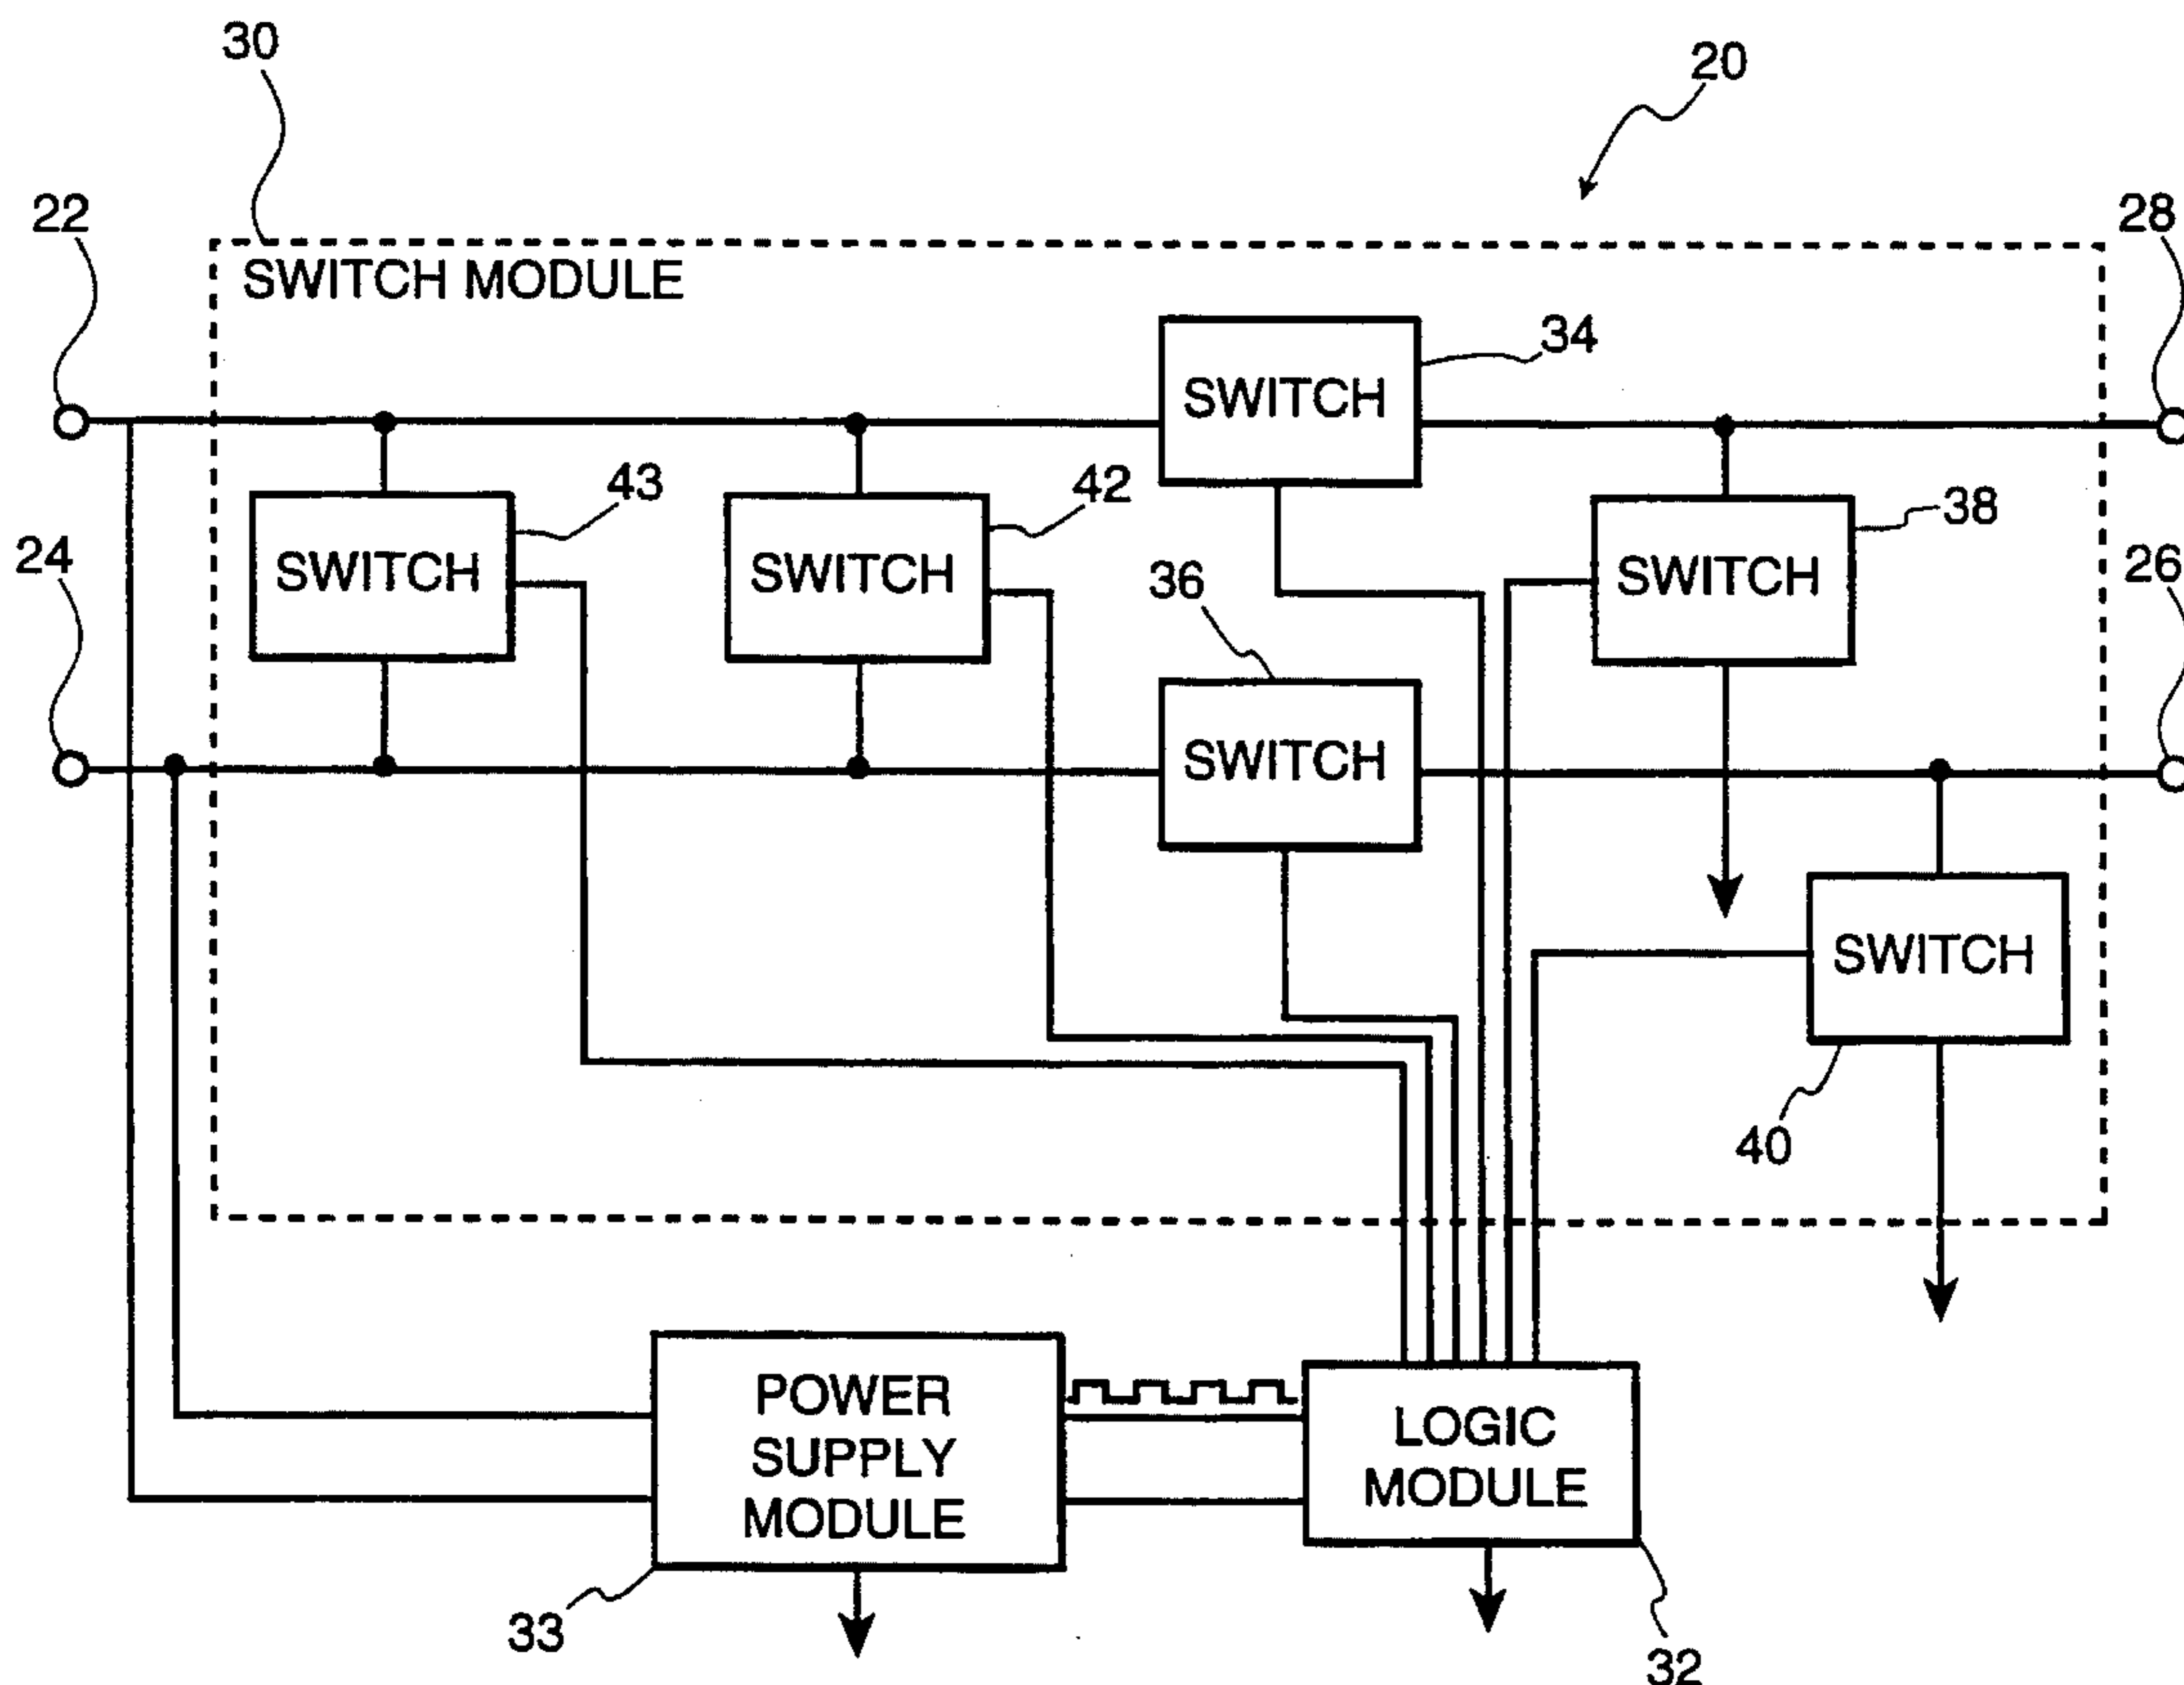 30
20
22
28
SWITCH MODULE
34
SWITCH
43
42
38
24
SWITCH
SWITCH
36
SWITCH
26
SWITCH
SWITCH
40
POWER
SUPPLY
MODULE
LOGIC
MODULE
33
32